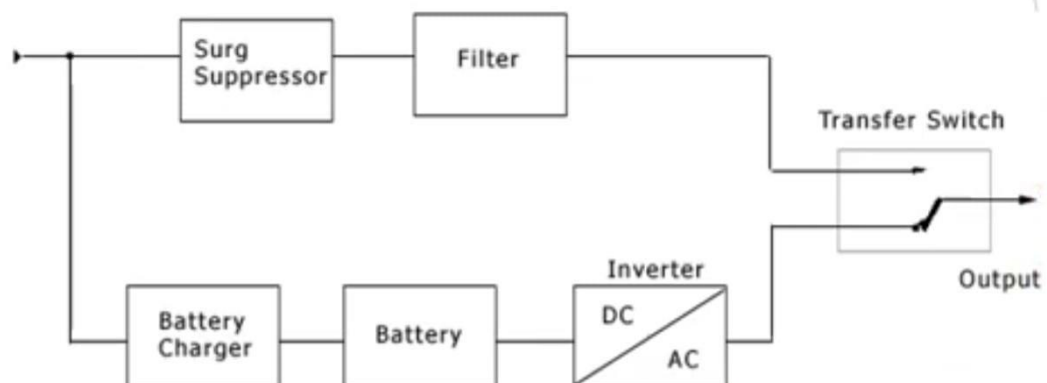 Surg
Suppressor
Filter
Transfer Switch
Output
Inverter
DC
AC
Battery
Charger
Battery